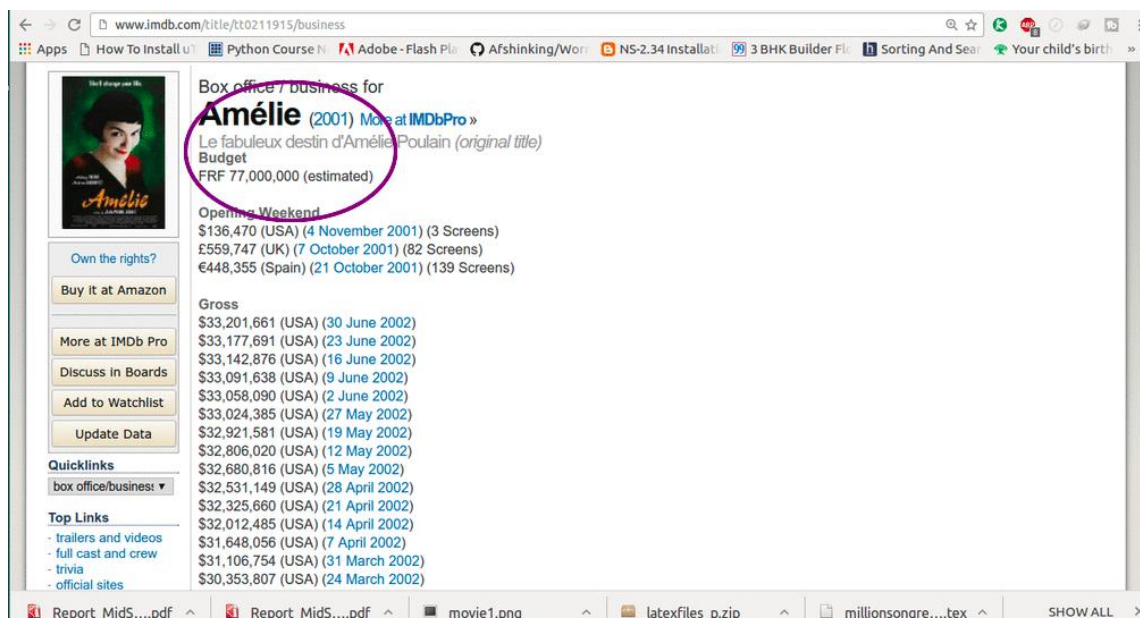 www.imdb.com/title/tt0211915/business
Apps How To Install u Python Course N Adobe - Flash Pla Afshinking/Worr NS-2.34 Installati 3 BHK Builder Flo Sorting And Sear Your child's birth »
Box office / business for
Amélie (2001) More at IMDbPro »
Le fabuleux destin d'Amélie Poulain (original title)
Budget
FRF 77,000,000 (estimated)
Opening Weekend
$136,470 (USA) (4 November 2001) (3 Screens)
£559,747 (UK) (7 October 2001) (82 Screens)
€448,355 (Spain) (21 October 2001) (139 Screens)
Gross
$33,201,661 (USA) (30 June 2002)
$33,177,691 (USA) (23 June 2002)
$33,142,876 (USA) (16 June 2002)
$33,091,638 (USA) (9 June 2002)
$33,058,090 (USA) (2 June 2002)
$33,024,385 (USA) (27 May 2002)
$32,921,581 (USA) (19 May 2002)
$32,806,020 (USA) (12 May 2002)
$32,680,816 (USA) (5 May 2002)
$32,531,149 (USA) (28 April 2002)
$32,325,660 (USA) (21 April 2002)
$32,012,485 (USA) (14 April 2002)
$31,648,056 (USA) (7 April 2002)
$31,106,754 (USA) (31 March 2002)
$30,353,807 (USA) (24 March 2002)
Amélie
Own the rights?
Buy it at Amazon
More at IMDb Pro
Discuss in Boards
Add to Watchlist
Update Data
Quicklinks
box office/business
Top Links
- trailers and videos
- full cast and crew
- trivia
- official sites
Report MidS....pdf Report MidS....pdf movie1.png latexfiles p.zip millionsongre....tex SHOW ALL